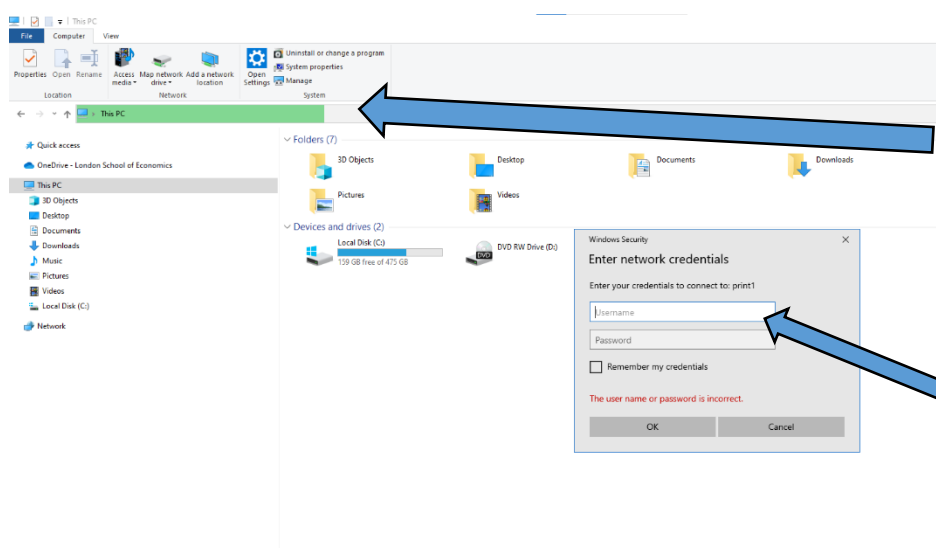 This PC
File Computer View
Properties Open Rename Access media Map network drive Add a network location Open Settings Uninstall or change a program
System properties
Manage
Location Network System
This PC
Quick access
OneDrive - London School of Economics
This PC
3D Objects
Desktop
Documents
Downloads
Music
Pictures
Videos
Local Disk (C:)
Network
Folders (7)
3D Objects Desktop Documents Downloads
Pictures Videos
Devices and drives (2)
Local Disk (C:) DVD RW Drive (D:)
DVD
159 GB free of 475 GB
Windows Security
Enter network credentials
Enter your credentials to connect to: print1
Username
Password
Remember my credentials
The user name or password is incorrect.
OK Cancel